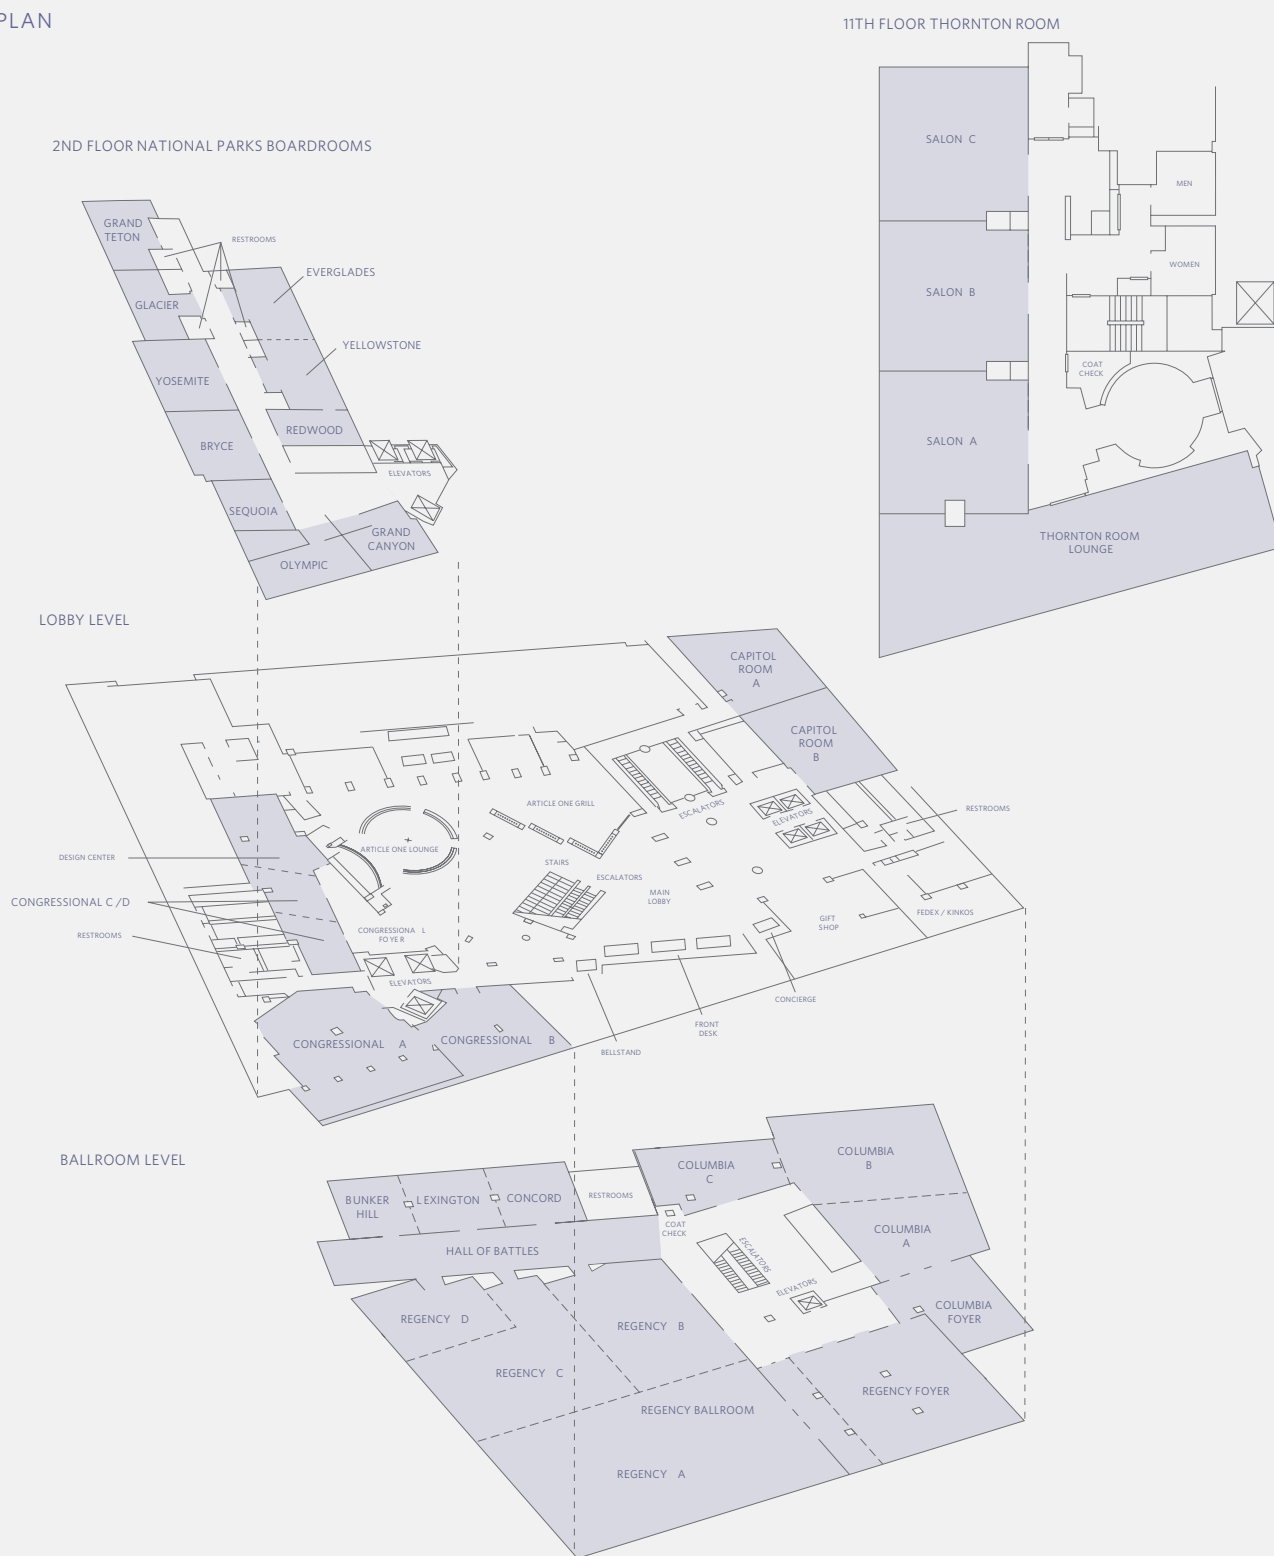 PLAN
11TH FLOOR THORNTON ROOM
SALON C
MEN
SALON B
WOMEN
COAT
CHECK
SALON A
THORNTON ROOM
LOUNGE
2ND FLOOR NATIONAL PARKS BOARDROOMS
GRAND
TETON
RESTROOMS
EVERGLADES
GLACIER
YELLOWSTONE
YOSEMITE
REDWOOD
BRYCE
ELEVATORS
SEQUOIA
GRAND
CANYON
OLYMPIC
LOBBY LEVEL
CAPITOL
ROOM
A
CAPITOL
ROOM
B
ARTICLE ONE GRILL
ESCALATORS
ELEVATORS
RESTROOMS
DESIGN CENTER
ARTICLE ONE LOUNGE
STAIRS
ESCALATORS
MAIN
LOBBY
CONGRESSIONAL C /D
GIFT
SHOP
FEDEX / KINKOS
RESTROOMS
CONGRESSIONA L
FO YE R
ELEVATORS
CONCIERGE
FRONT
DESK
BELLSTAND
CONGRESSIONAL A
CONGRESSIONAL B
BALLROOM LEVEL
BUNKER
HILL
LEXINGTON
CONCORD
RESTROOMS
COLUMBIA
C
COLUMBIA
B
COAT
CHECK
COLUMBIA
A
HALL OF BATTLES
ESCALATORS
ELEVATORS
COLUMBIA
FOYER
REGENCY D
REGENCY B
REGENCY C
REGENCY FOYER
REGENCY BALLROOM
REGENCY A